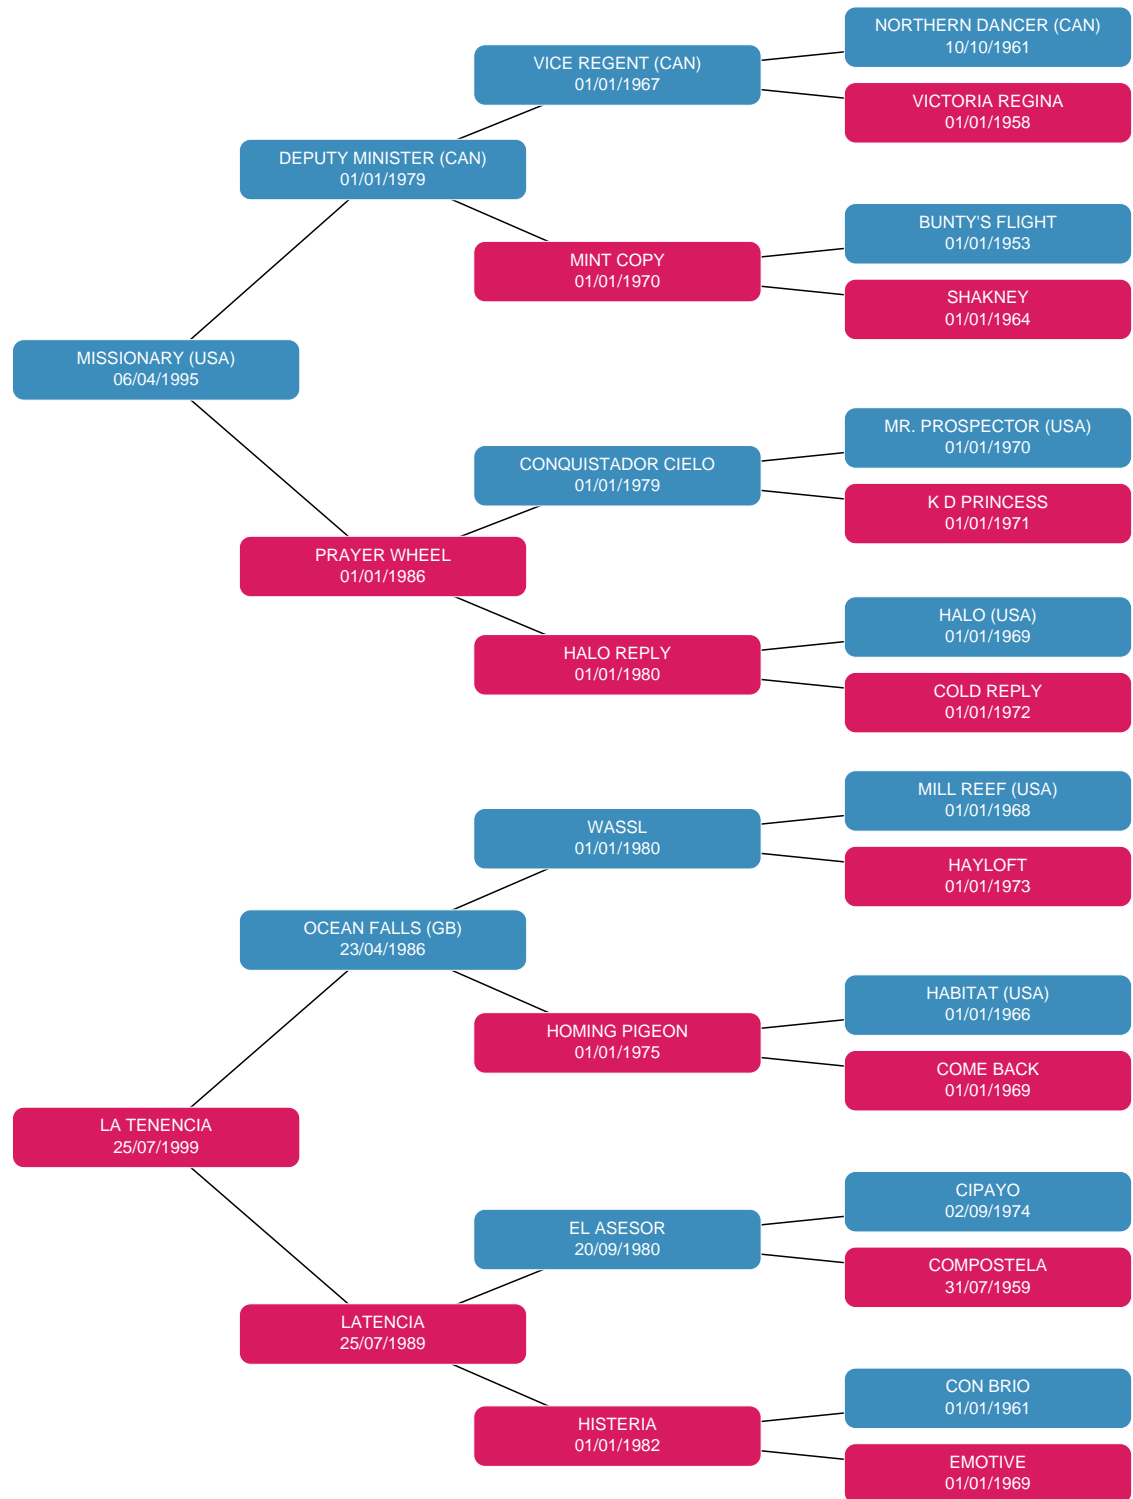 NORTHERN DANCER (CAN)
10/10/1961
VICE REGENT (CAN)
01/01/1967
VICTORIA REGINA
01/01/1958
DEPUTY MINISTER (CAN)
01/01/1979
BUNTY'S FLIGHT
01/01/1953
MINT COPY
01/01/1970
SHAKNEY
01/01/1964
MISSIONARY (USA)
06/04/1995
MR. PROSPECTOR (USA)
01/01/1970
CONQUISTADOR CIELO
01/01/1979
K D PRINCESS
01/01/1971
PRAYER WHEEL
01/01/1986
HALO (USA)
01/01/1969
HALO REPLY
01/01/1980
COLD REPLY
01/01/1972
MILL REEF (USA)
01/01/1968
WASSL
01/01/1980
HAYLOFT
01/01/1973
OCEAN FALLS (GB)
23/04/1986
HABITAT (USA)
01/01/1966
HOMING PIGEON
01/01/1975
COME BACK
01/01/1969
LA TENENCIA
25/07/1999
CIPAYO
02/09/1974
EL ASESOR
20/09/1980
COMPOSTELA
31/07/1959
LATENCIA
25/07/1989
CON BRIO
01/01/1961
HISTERIA
01/01/1982
EMOTIVE
01/01/1969